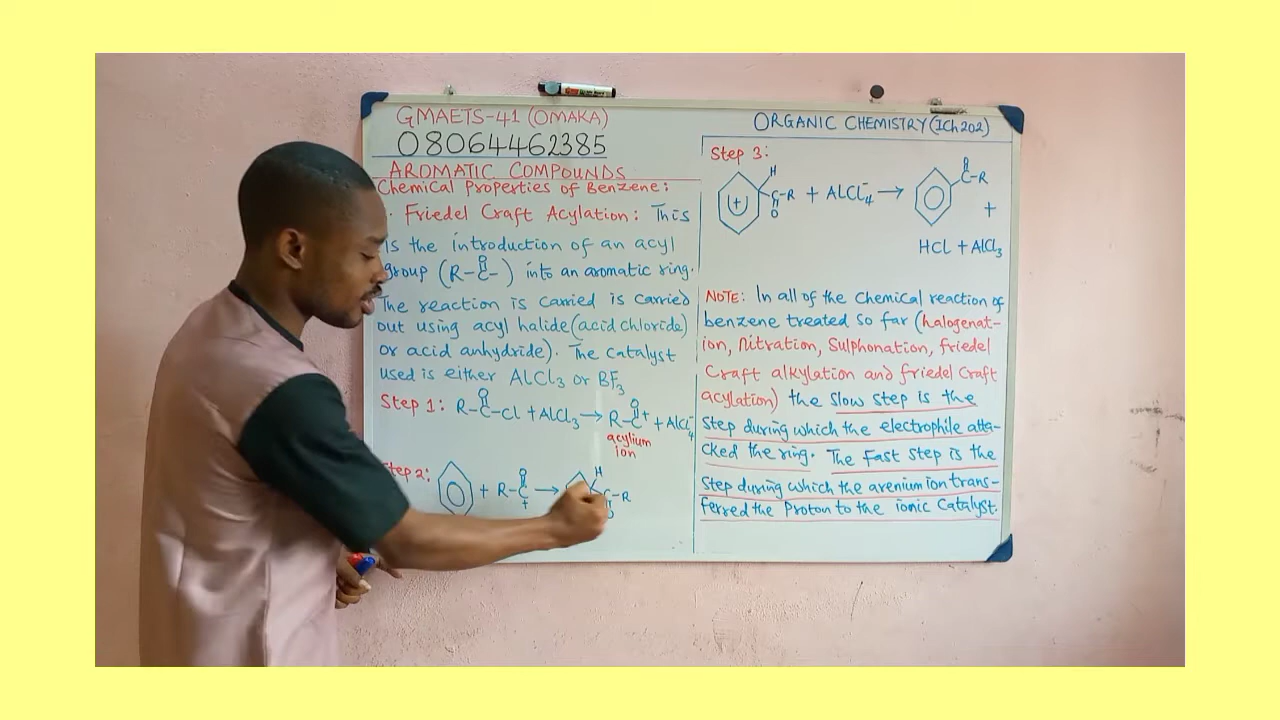 GMAETS-41 (OMAKA)
08064462385
AROMATIC COMPOUNDS
Chemical Properties of Benzene:
. Friedel Craft Acylation: This
is the introduction of an acyl
group (R-C-) into an aromatic ring.
O
The reaction is carried is carried
out using acyl halide (acid chloride)
or acid anhydride). The catalyst
used is either AlCl3 or BF3
Step 1: R-C-Cl + AlCl3 → R-C+ + AlCl4-
O O
acylium
ion
Step 2: + R-C → H
O + C-R
O
ORGANIC CHEMISTRY (ICh202)
Step 3:
H
(+) C-R + ALCl4- → C-R
O O
+
HCl + AlCl3
NOTE: In all of the chemical reaction of
benzene treated so far (halogenat-
ion, nitration, Sulphonation, friedel
Craft alkylation and friedel Craft
acylation) the slow step is the
step during which the electrophile atta-
cked the ring. The fast step is the
step during which the arenium ion trans-
ferred the Proton to the ionic Catalyst.